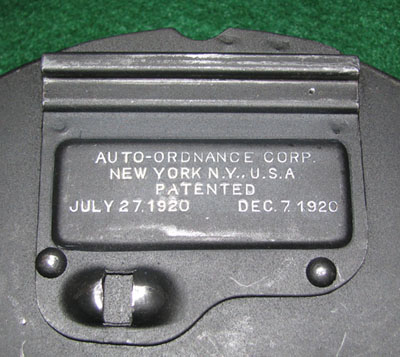 AUTO-ORDNANCE CORP.
NEW YORK N.Y., U.S.A
PATENTED
JULY 27. 1920 DEC. 7. 1920